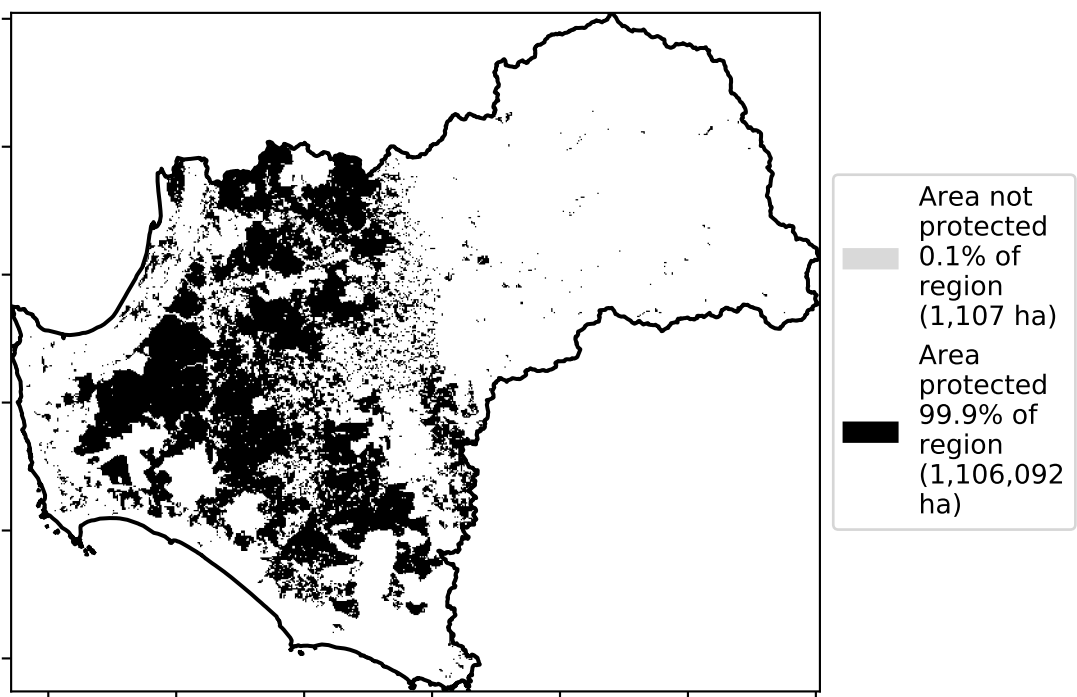 Area not
protected
0.1% of
region
(1,107 ha)
Area
protected
99.9% of
region
(1,106,092
ha)